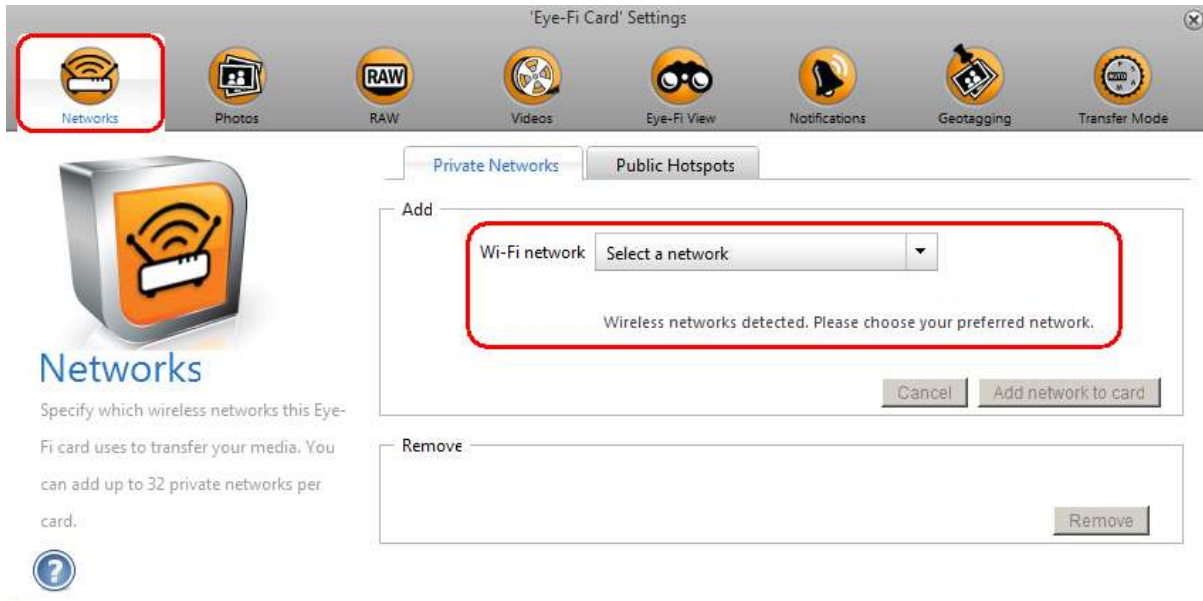 'Eye-Fi Card' Settings
Networks
Photos
RAW
RAW
Videos
Eye-Fi View
Notifications
Geotagging
AUTO
Transfer Mode
Private Networks
Public Hotspots
Add
Wi-Fi network
Select a network
Wireless networks detected. Please choose your preferred network.
Cancel
Add network to card
Networks
Specify which wireless networks this Eye-
Fi card uses to transfer your media. You
can add up to 32 private networks per
card.
Remove
Remove
?